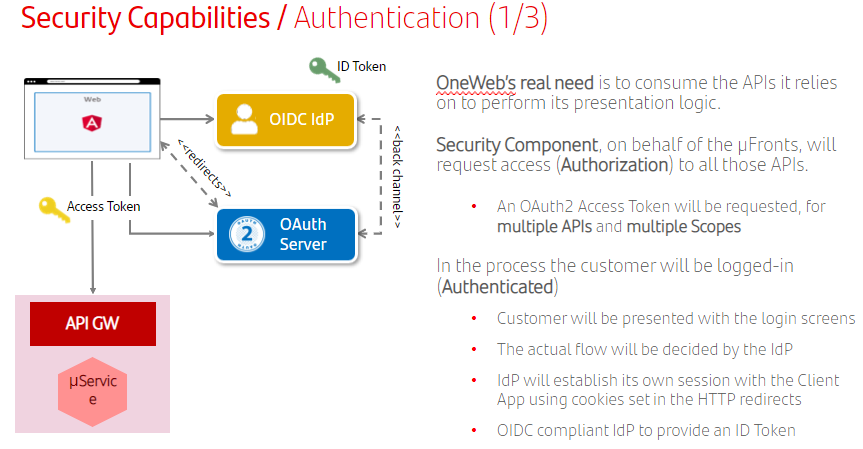 Security Capabilities / Authentication (1/3)
ID Token
Web
OIDC IdP
<<redirects>>
<<back channel>>
Access Token
2
OAuth
Server
API GW
µServic
e
OneWeb's real need is to consume the APIs it relies
on to perform its presentation logic.
Security Component, on behalf of the µFronts, will
request access (Authorization) to all those APIs.
• An OAuth2 Access Token will be requested, for
multiple APIs and multiple Scopes
In the process the customer will be logged-in
(Authenticated)
• Customer will be presented with the login screens
• The actual flow will be decided by the IdP
• IdP will establish its own session with the Client
App using cookies set in the HTTP redirects
• OIDC compliant IdP to provide an ID Token